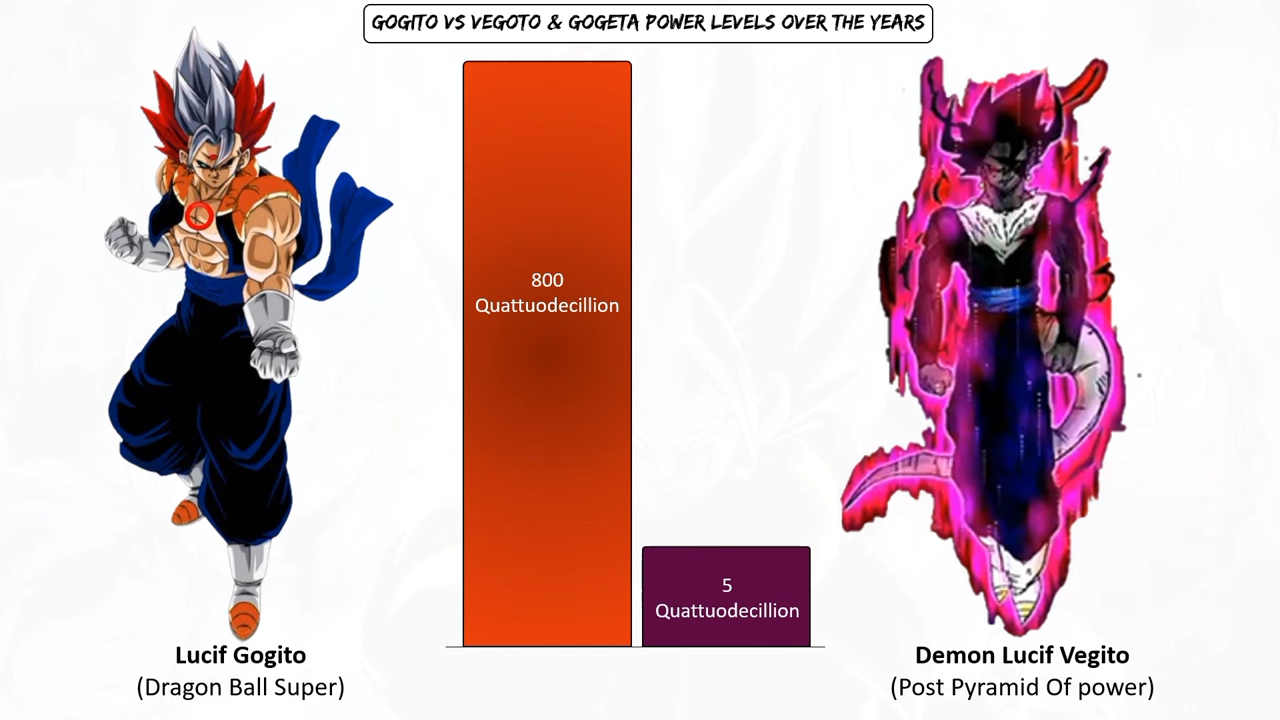 GOGITO VS VEGOTO & GOGETA POWER LEVELS OVER THE YEARS
800
Quattuodecillion
5
Quattuodecillion
Lucif Gogito
(Dragon Ball Super)
Demon Lucif Vegito
(Post Pyramid Of power)